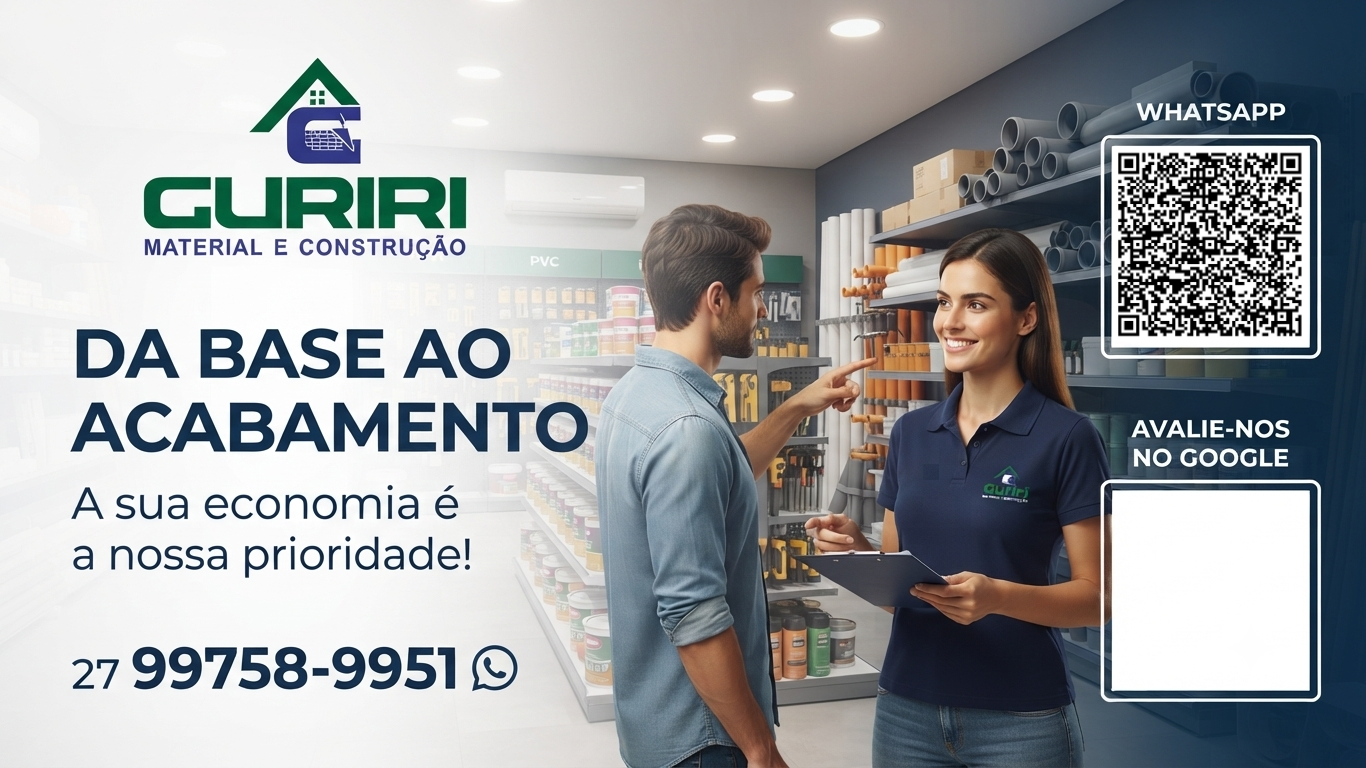 GURIRI
MATERIAL E CONSTRUÇÃO
DA BASE AO
ACABAMENTO
A sua economia é
a nossa prioridade!
27 99758-9951
PVC
GURIRI
WHATSAPP
AVALIE-NOS
NO GOOGLE